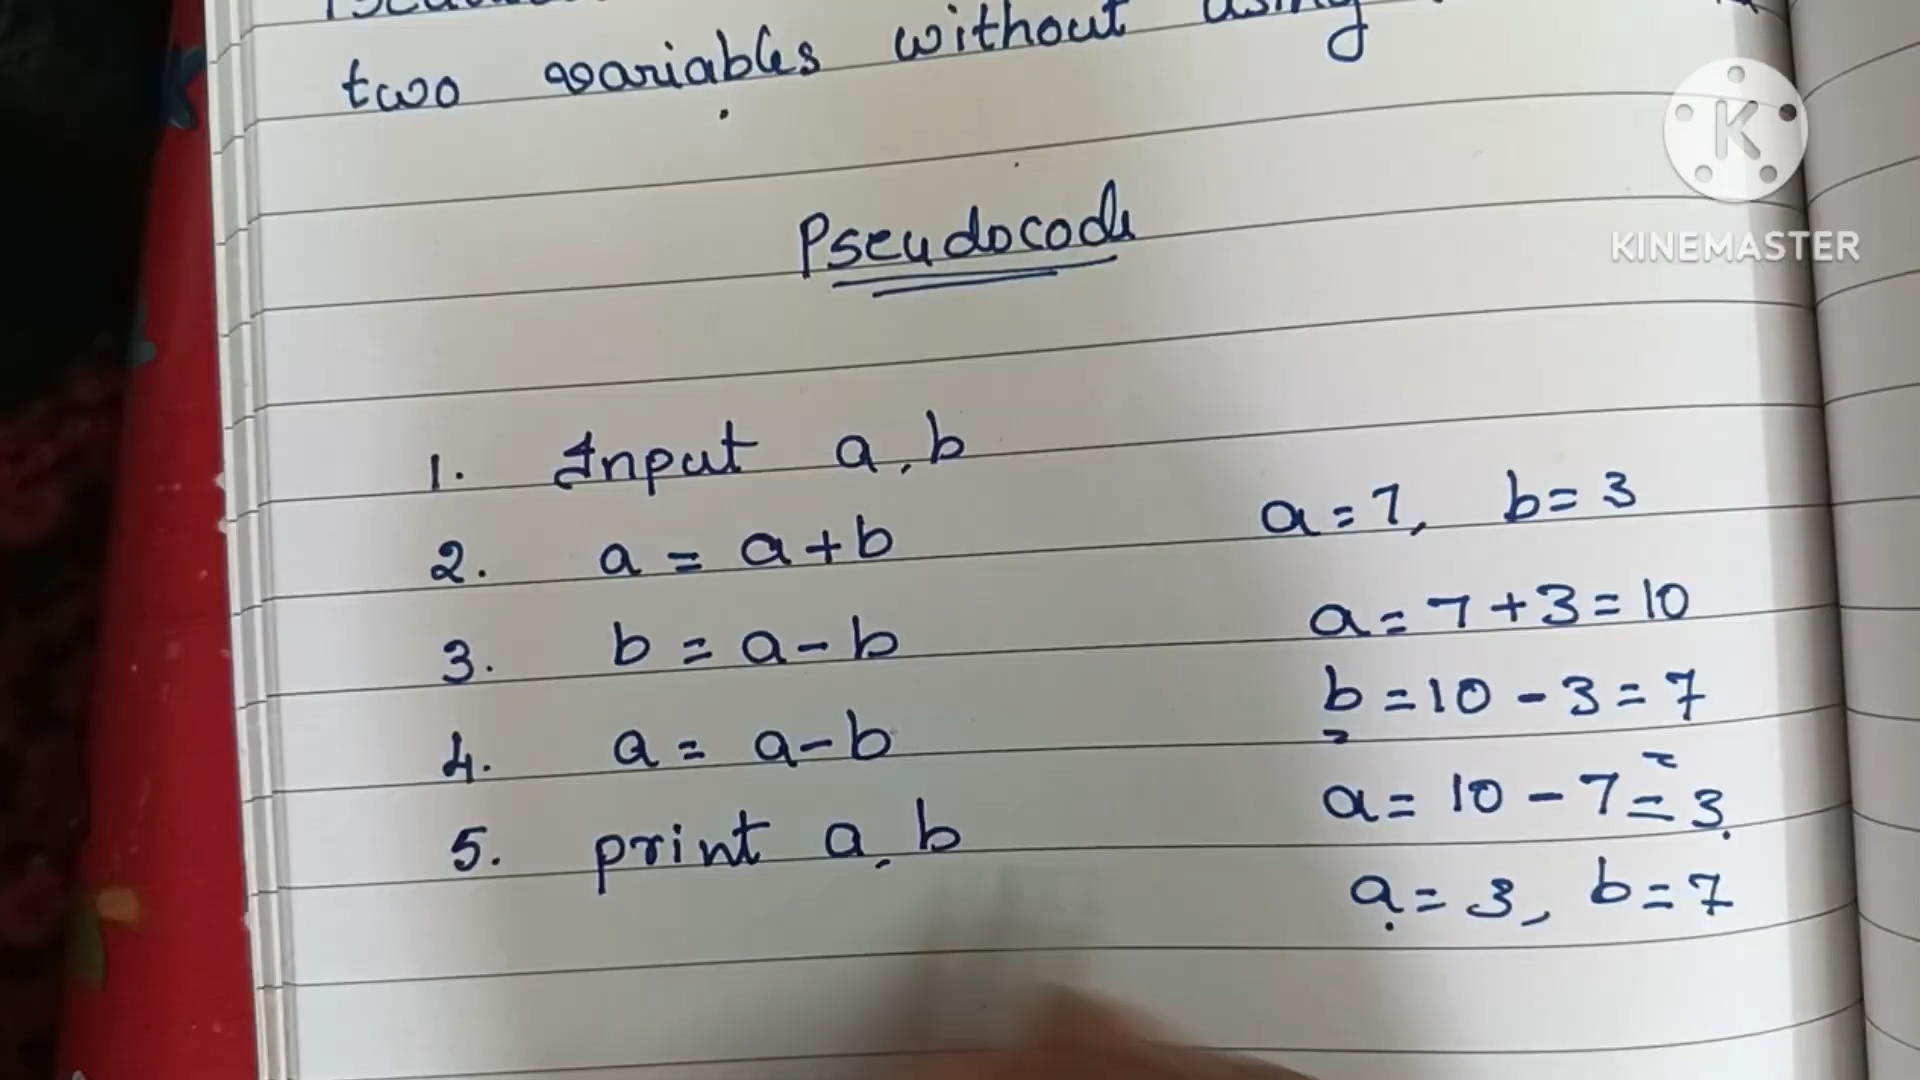 two variables without using
Pseudocode
1. Input a, b
2. a = a+b
3. b = a-b
4. a = a-b
5. print a, b
a=7, b=3
a=7+3=10
b=10-3=7
a=10-7=3
a=3, b=7
KINEMASTER